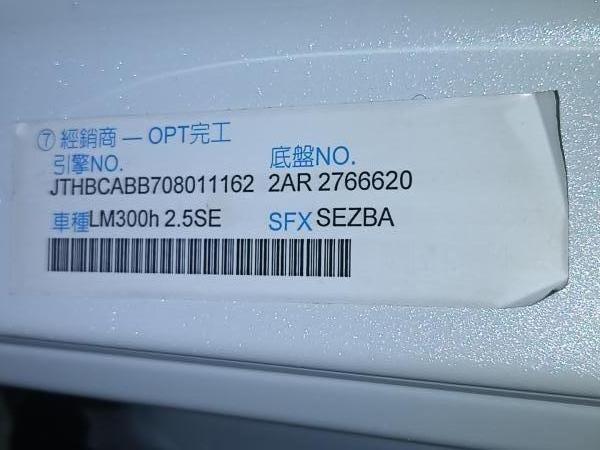 ⑦ 經銷商 — OPT完工
引擎NO. 底盤NO.
JTHBCABB708011162 2AR 2766620
車種LM300h 2.5SE SFX SEZBA